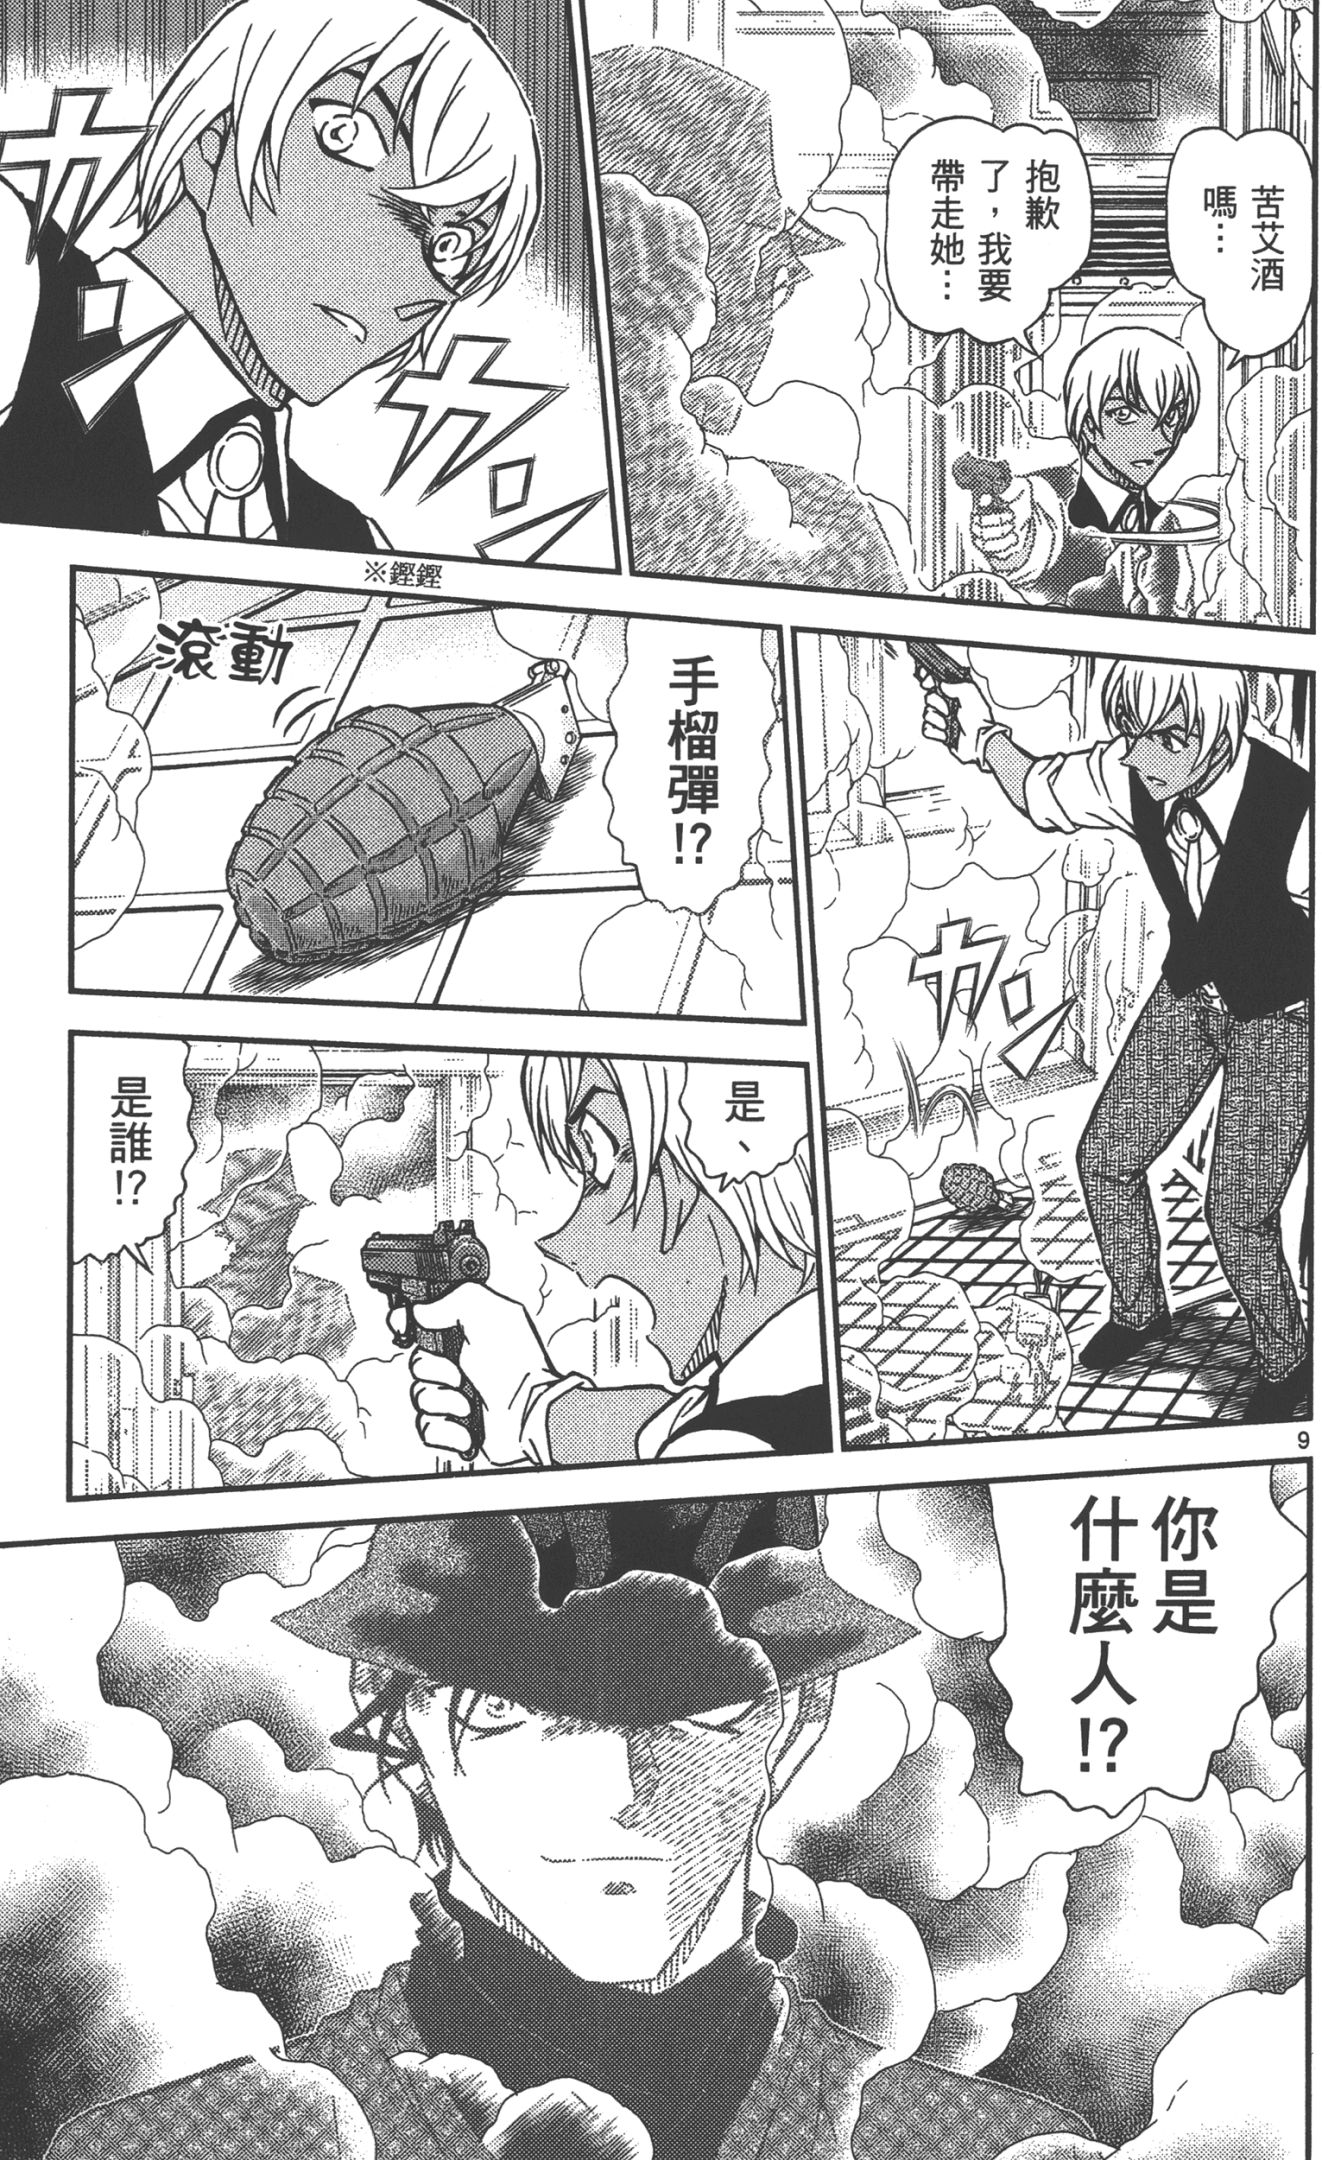 苦艾酒
嗎…
抱歉
了，我要
帶走她…
カン
カン
※鏗鏗
カン
手榴彈!?
滾動
是、
是誰!?
9
你是
什麼人!?